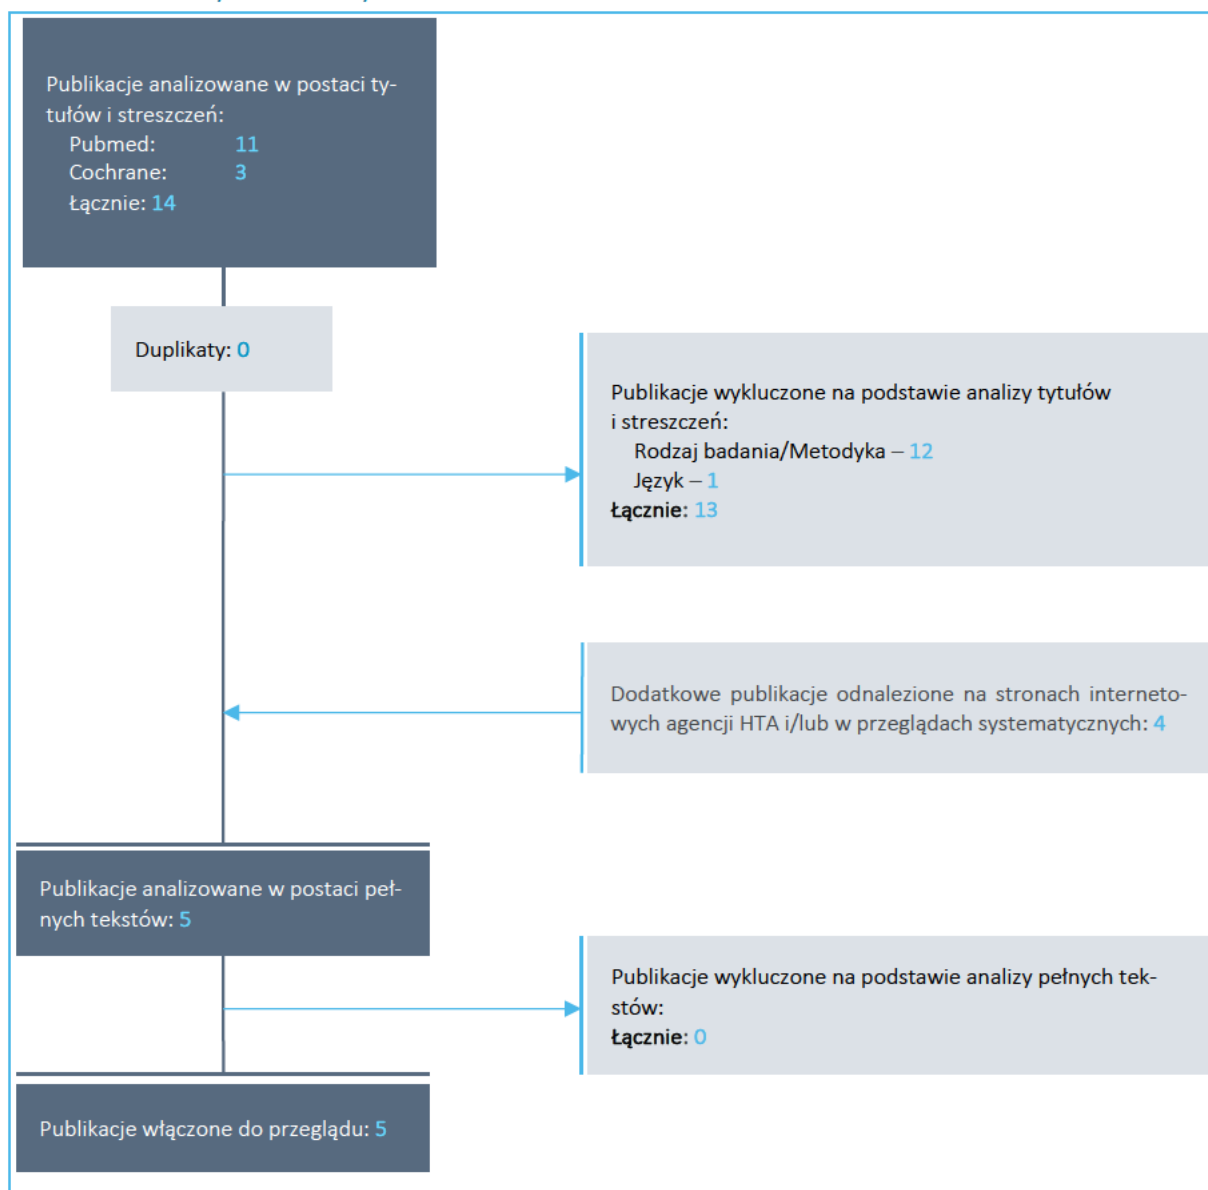 Publikacje analizowane w postaci ty-
tułów i streszczeń:
Pubmed: 11
Cochrane: 3
Łącznie: 14
Duplikaty: 0
Publikacje wykluczone na podstawie analizy tytułów
i streszczeń:
Rodzaj badania/Metodyka – 12
Język – 1
Łącznie: 13
Dodatkowe publikacje odnalezione na stronach interneto-
wych agencji HTA i/lub w przeglądach systematycznych: 4
Publikacje analizowane w postaci peł-
nych tekstów: 5
Publikacje wykluczone na podstawie analizy pełnych tek-
stów:
Łącznie: 0
Publikacje włączone do przeglądu: 5